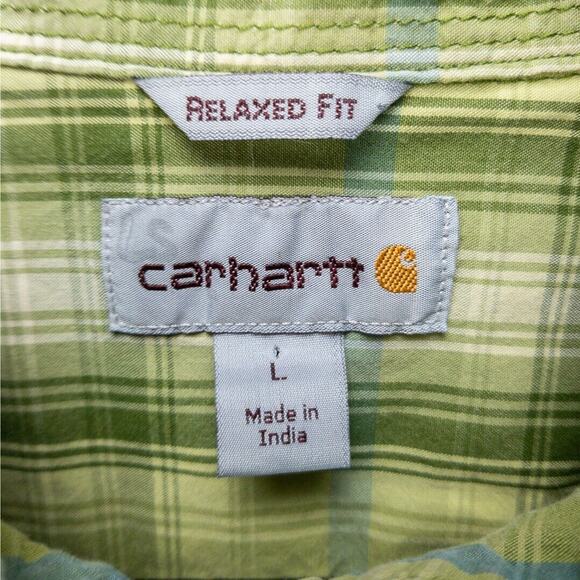 RELAXED FIT
carhartt
L
Made in
India